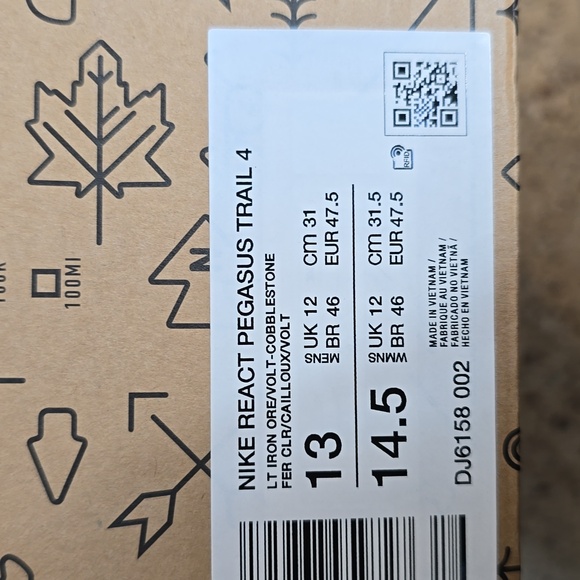 NIKE REACT PEGASUS TRAIL 4
LT IRON ORE/VOLT-COBBLESTONE
FER CLR/CAILLOUX/VOLT
13
MENS
UK 12 cm 31
BR 46 EUR 47.5
14.5
WMNS
UK 12 cm 31.5
BR 46 EUR 47.5
RFID
MADE IN VIETNAM /
FABRIQUE AU VIETNAM /
FABRICADO NO VIETNÃ /
HECHO EN VIETNAM
DJ6158 002
100MI
N